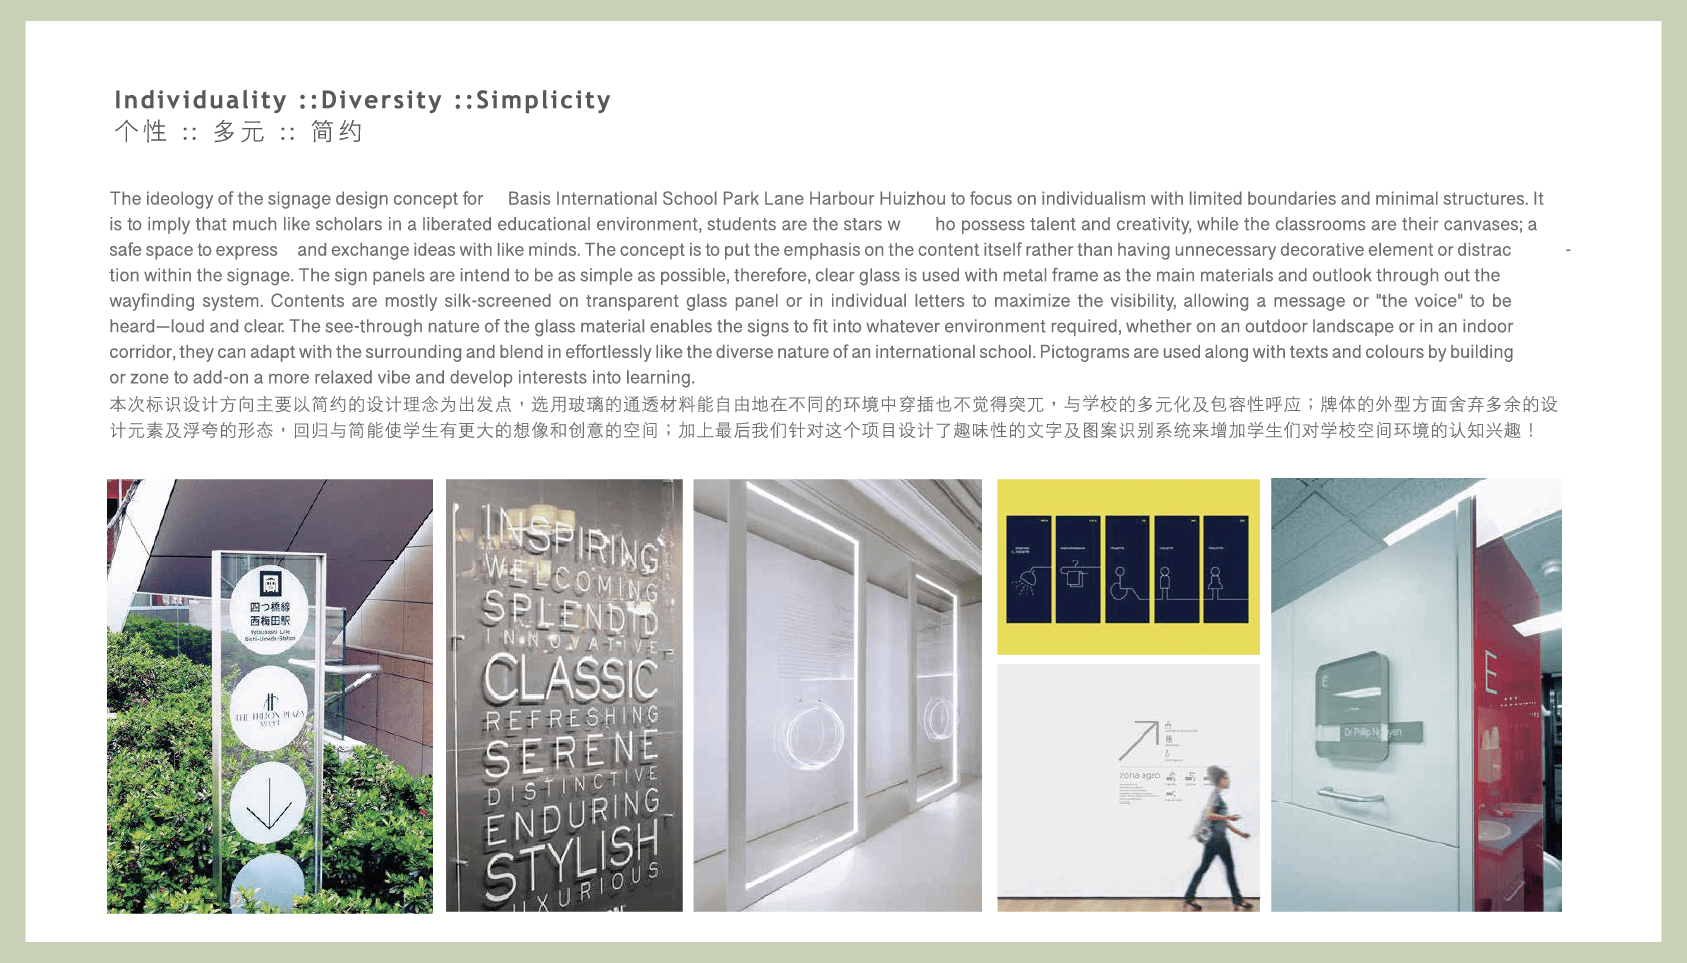 Individuality ::Diversity ::Simplicity
个性 :: 多元 :: 简约
The ideology of the signage design concept for Basis International School Park Lane Harbour Huizhou to focus on individualism with limited boundaries and minimal structures. It
is to imply that much like scholars in a liberated educational environment, students are the stars w ho possess talent and creativity, while the classrooms are their canvases; a
safe space to express and exchange ideas with like minds. The concept is to put the emphasis on the content itself rather than having unnecessary decorative element or distrac -
tion within the signage. The sign panels are intend to be as simple as possible, therefore, clear glass is used with metal frame as the main materials and outlook through out the
wayfinding system. Contents are mostly silk-screened on transparent glass panel or in individual letters to maximize the visibility, allowing a message or "the voice" to be
heard—loud and clear. The see-through nature of the glass material enables the signs to fit into whatever environment required, whether on an outdoor landscape or in an indoor
corridor, they can adapt with the surrounding and blend in effortlessly like the diverse nature of an international school. Pictograms are used along with texts and colours by building
or zone to add-on a more relaxed vibe and develop interests into learning.
本次标识设计方向主要以简约的设计理念为出发点，选用玻璃的通透材料能自由地在不同的环境中穿插也不觉得突兀，与学校的多元化及包容性呼应；牌体的外型方面舍弃多余的设
计元素及浮夸的形态，回归与简能使学生有更大的想像和创意的空间；加上最后我们针对这个项目设计了趣味性的文字及图案识别系统来增加学生们对学校空间环境的认知兴趣！
四つ橋線
西梅田駅
Yotsubashi Line
Nishi-Umeda-Station
THE HILTON PLAZA
WEST
INSPIRING
WELCOMING
SPLENDID
INNOVATIVE
CLASSIC
REFRESHING
SERENE
DISTINCTIVE
ENDURING
STYLISH
LUXURIOUS
zona agro
E
Dr Phillip Nguyen
E